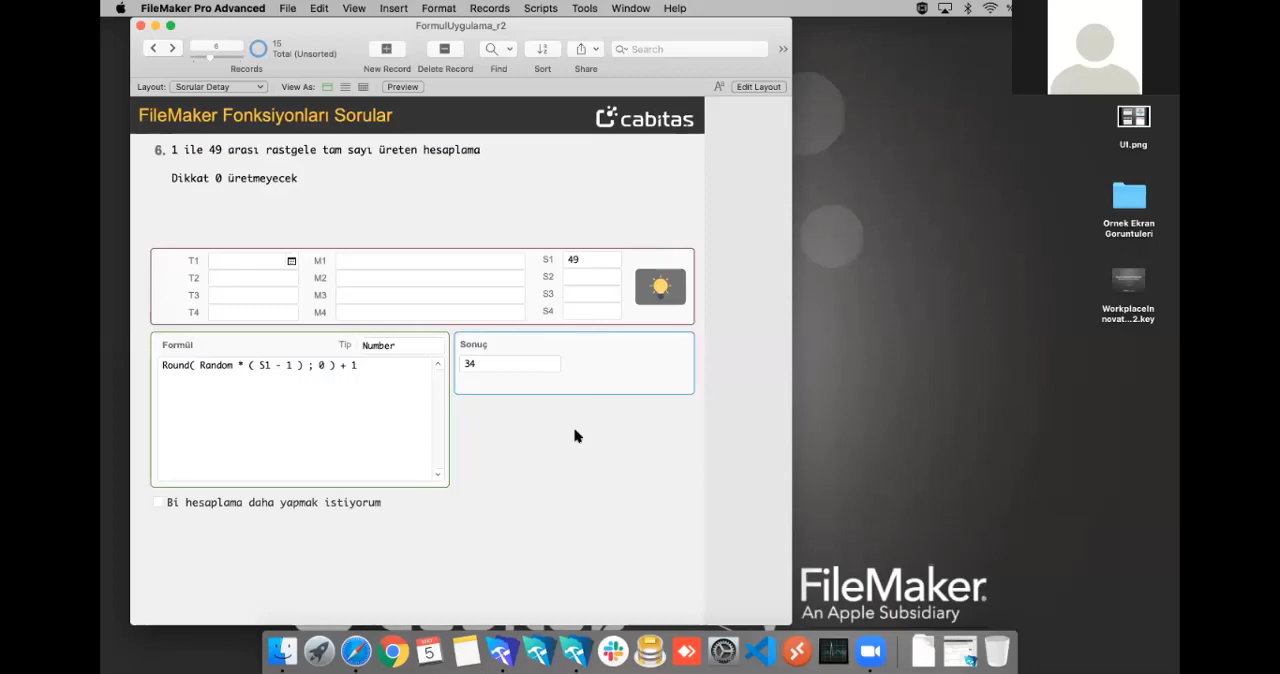 FileMaker Pro Advanced File Edit View Insert Format Records Scripts Tools Window Help
FormulUygulama_r2
6
15
Total (Unsorted)
Search
Records
New Record
Delete Record
Find
Sort
Share
Layout:
Sorular Detay
View As:
Preview
Edit Layout
FileMaker Fonksiyonları Sorular
cabitas
6. 1 ile 49 arası rastgele tam sayı üreten hesaplama
Dikkat 0 üretmeyecek
T1
M1
S1
49
T2
M2
S2
T3
M3
S3
T4
M4
S4
Formül
Tip
Number
Round( Random * ( S1 - 1 ) ; 0 ) + 1
Sonuç
34
Bi hesaplama daha yapmak istiyorum
UI.png
Ornek Ekran
Goruntuleri
WorkplaceIn
novat...2.key
FileMaker.
An Apple Subsidiary
5